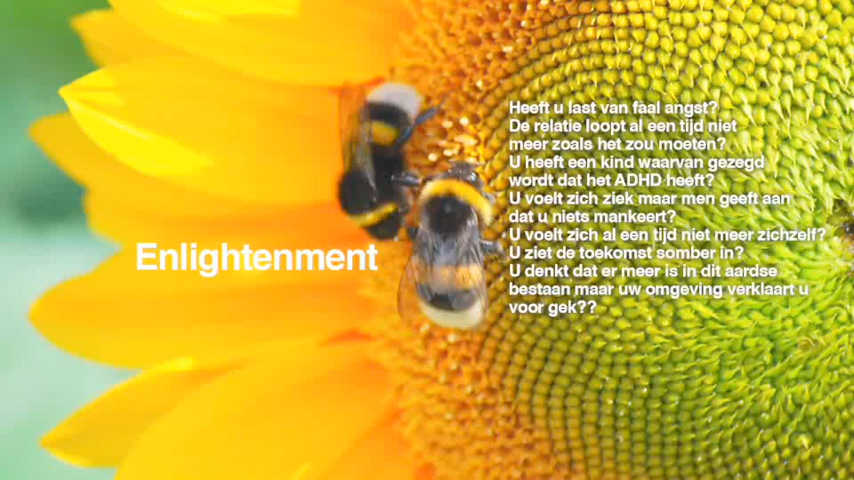 Enlightenment
Heeft u last van faal angst?
De relatie loopt al een tijd niet
meer zoals het zou moeten?
U heeft een kind waarvan gezegd
wordt dat het ADHD heeft?
U voelt zich ziek maar men geeft aan
dat u niets mankeert?
U voelt zich al een tijd niet meer zichzelf?
U ziet de toekomst somber in?
U denkt dat er meer is in dit aardse
bestaan maar uw omgeving verklaart u
voor gek??